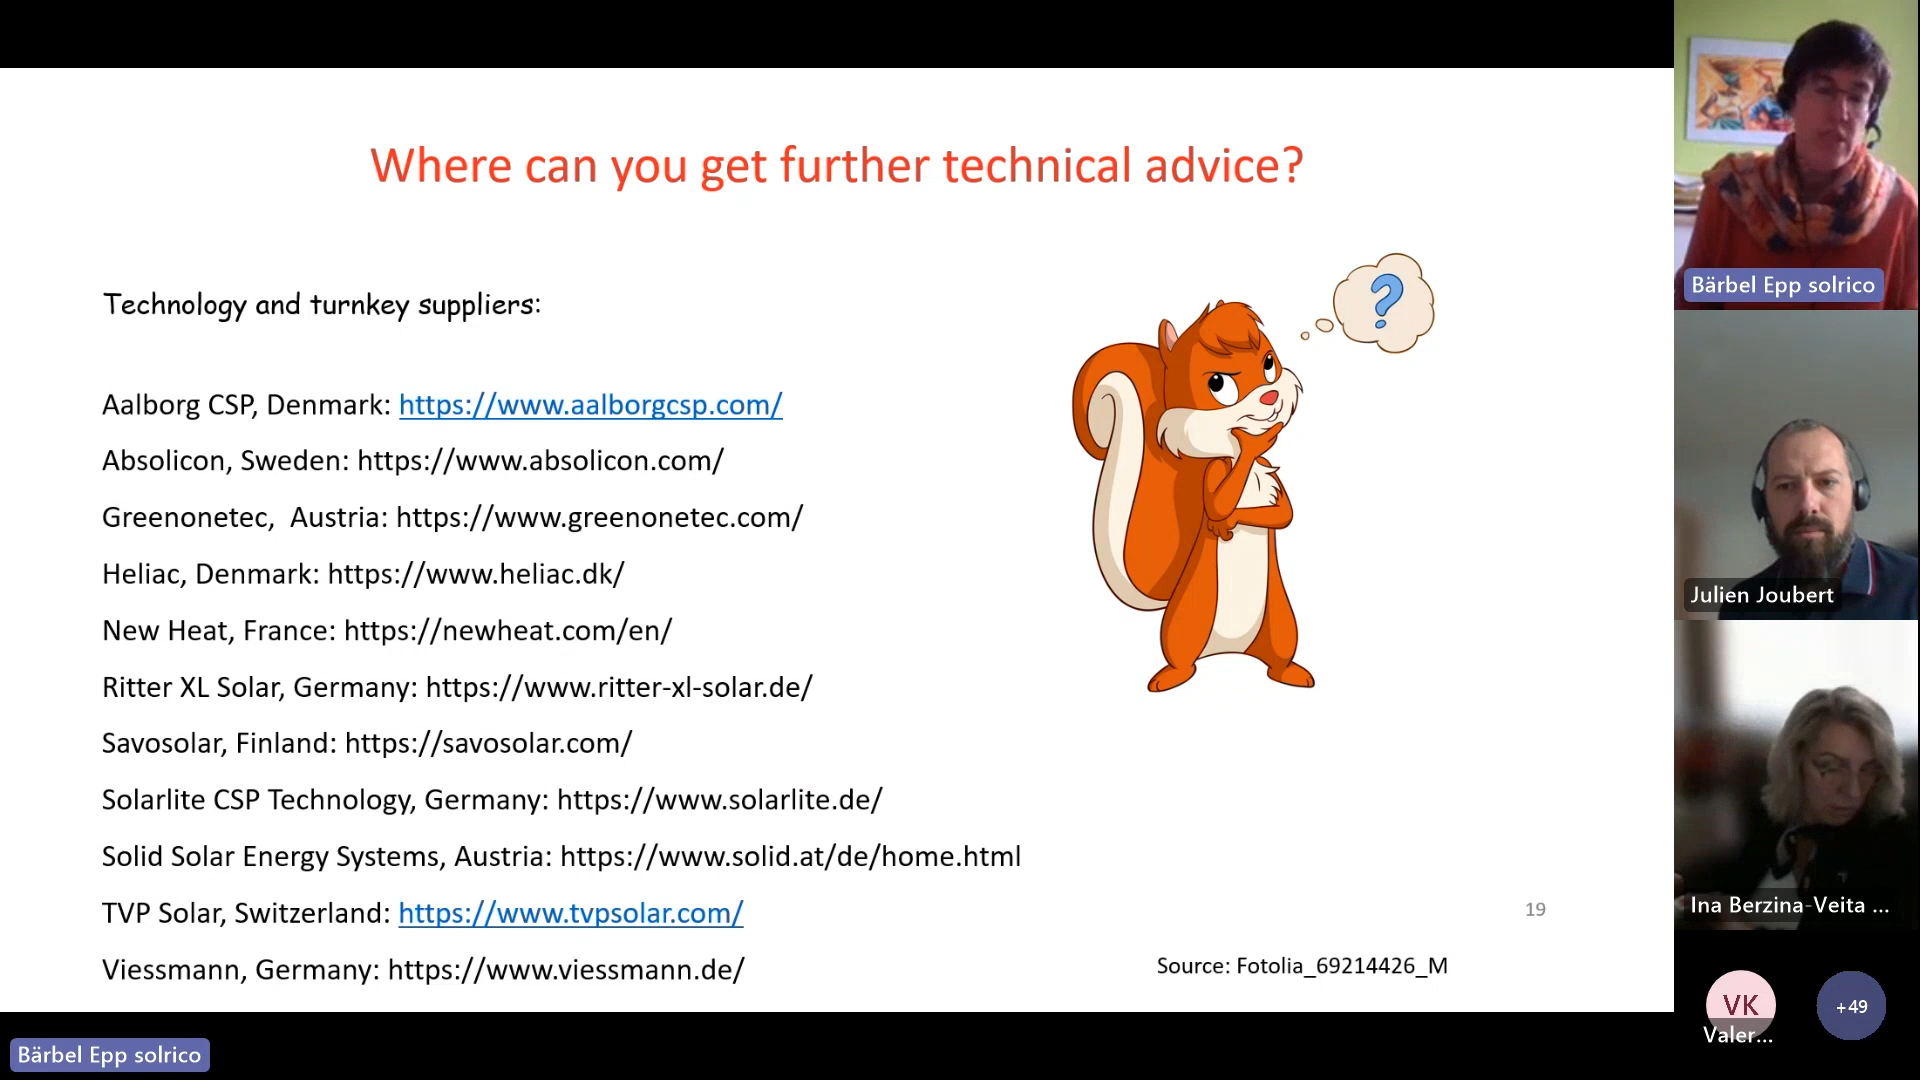 Where can you get further technical advice?
Technology and turnkey suppliers:
?
Aalborg CSP, Denmark: https://www.aalborgcsp.com/
Absolicon, Sweden: https://www.absolicon.com/
Greenonetec,  Austria: https://www.greenonetec.com/
Heliac, Denmark: https://www.heliac.dk/
New Heat, France: https://newheat.com/en/
Ritter XL Solar, Germany: https://www.ritter-xl-solar.de/
Savosolar, Finland: https://savosolar.com/
Solarlite CSP Technology, Germany: https://www.solarlite.de/
Solid Solar Energy Systems, Austria: https://www.solid.at/de/home.html
TVP Solar, Switzerland: https://www.tvpsolar.com/
19
Viessmann, Germany: https://www.viessmann.de/
Source: Fotolia_69214426_M
Bärbel Epp solrico
Bärbel Epp solrico
Julien Joubert
Ina Berzina-Veita ...
VK
Valer...
+49